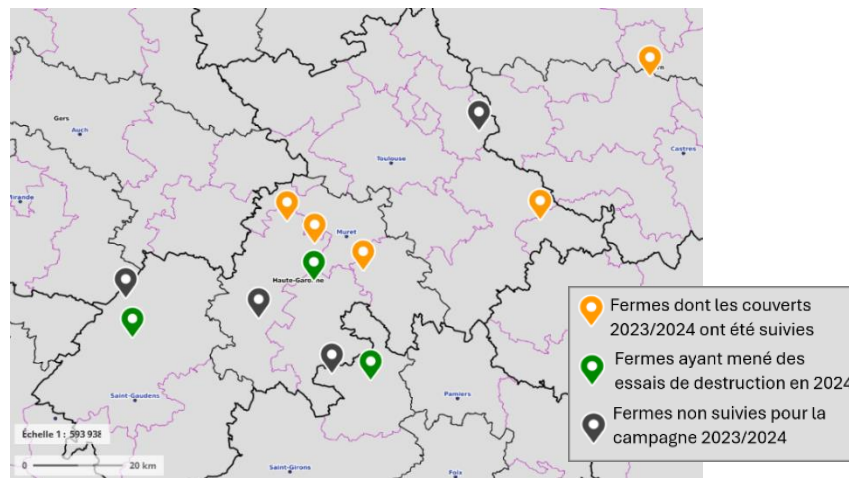 Gers
Auch
Castres
Toulouse
Mirande
Muret
Haute-Garonne
Fermes dont les couverts
2023/2024 ont été suivies
Fermes ayant mené des
essais de destruction en 2024
Fermes non suivies pour la
campagne 2023/2024
Saint-Gaudens
Pamiers
Échelle 1 : 593 938
0 20 km
Saint-Girons
Foix